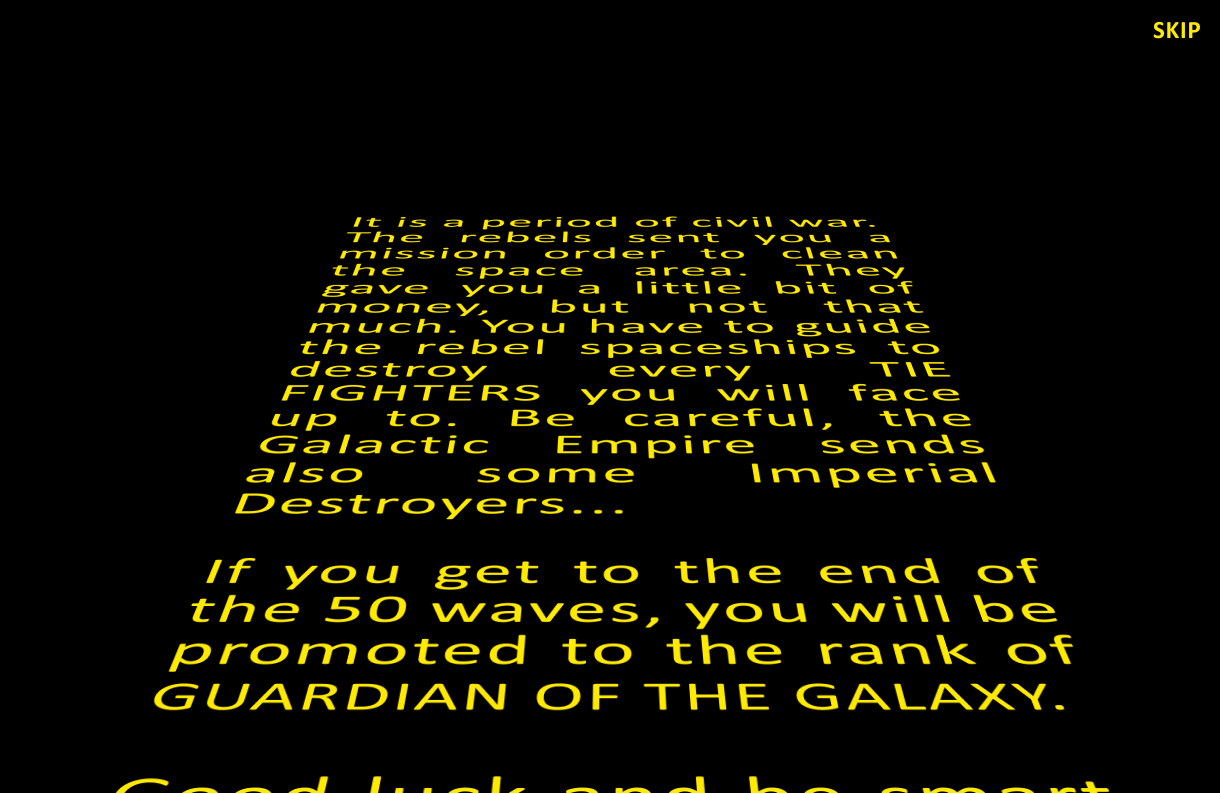 SKIP
It is a period of civil war.
The rebels sent you a
mission order to clean
the space area. They
gave you a little bit of
money, but not that
much. You have to guide
the rebel spaceships to
destroy every TIE
FIGHTERS you will face
up to. Be careful, the
Galactic Empire sends
also some Imperial
Destroyers...
If you get to the end of
the 50 waves, you will be
promoted to the rank of
GUARDIAN OF THE GALAXY.
Good luck and be smart